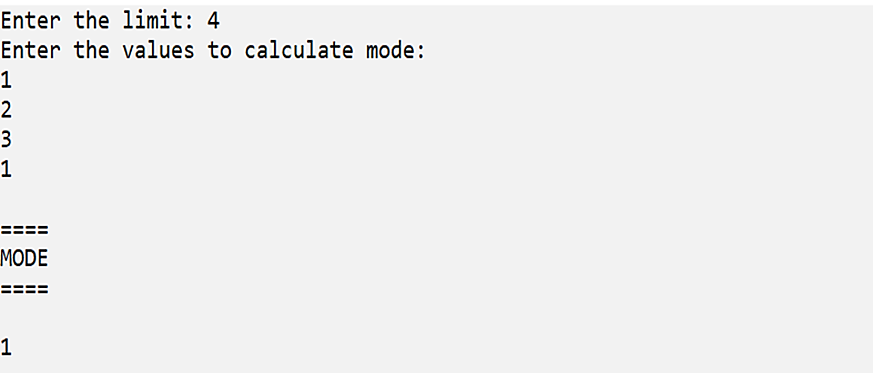 Enter the limit: 4
Enter the values to calculate mode:
1
2
3
1
====
MODE
====
1